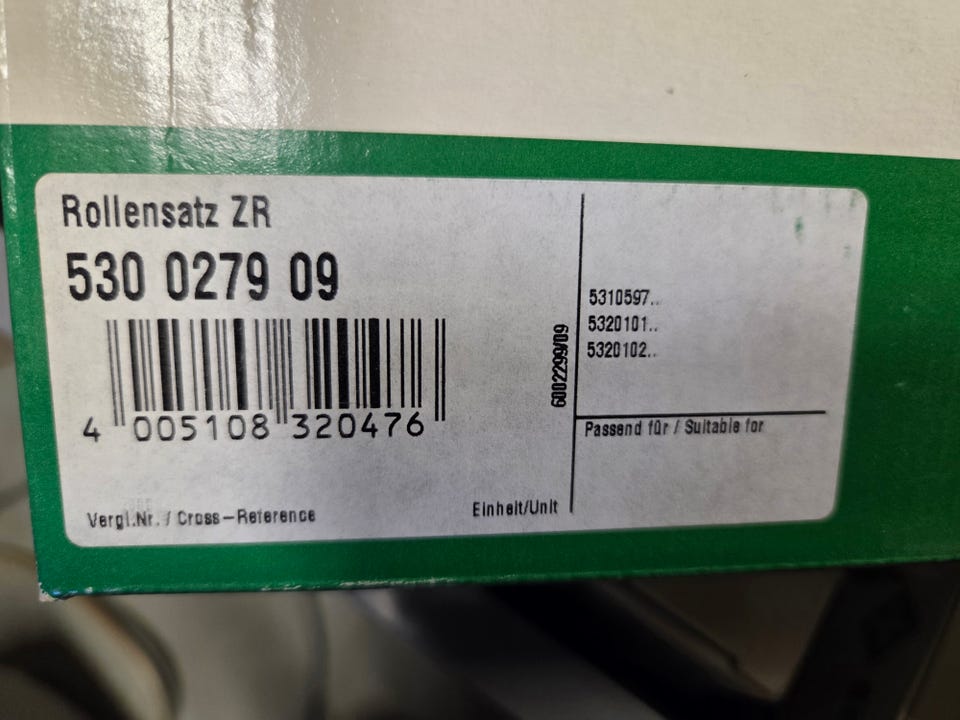 Rollensatz ZR
530 0279 09
4 005108 320476
Vergl.Nr. / Cross-Reference
Einheit/Unit
6002299/09
5310597..
5320101..
5320102..
Passend für / Suitable for